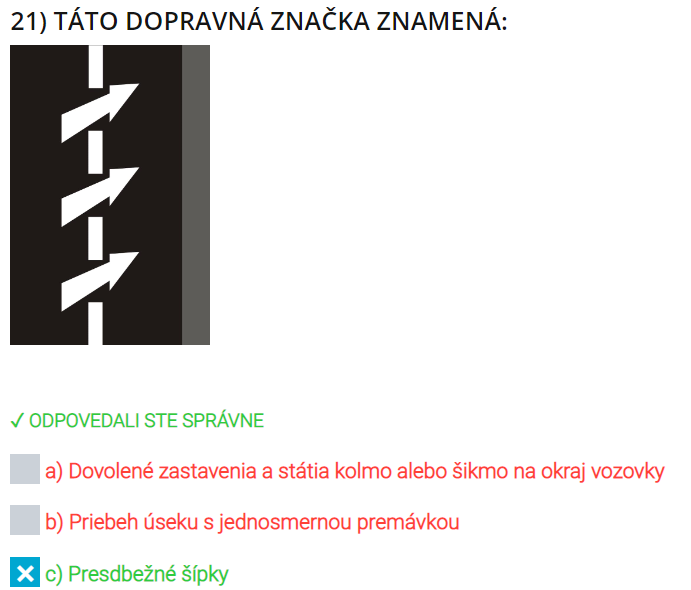 21) TÁTO DOPRAVNÁ ZNAČKA ZNAMENÁ:
✓ ODPOVEDALI STE SPRÁVNE
a) Dovolené zastavenia a státia kolmo alebo šikmo na okraj vozovky
b) Priebeh úseku s jednosmernou premávkou
c) Presdbežné šípky